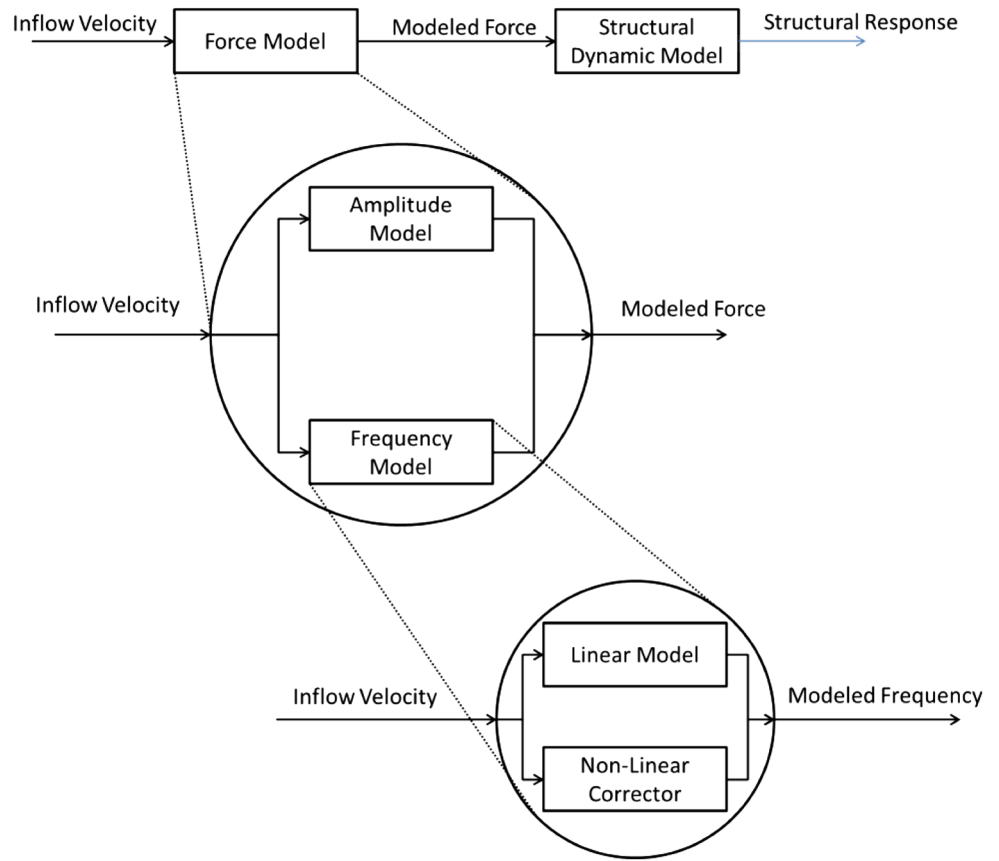 Inflow Velocity
Force Model
Modeled Force
Structural
Dynamic Model
Structural Response
Amplitude
Model
Inflow Velocity
Modeled Force
Frequency
Model
Linear Model
Inflow Velocity
Modeled Frequency
Non-Linear
Corrector